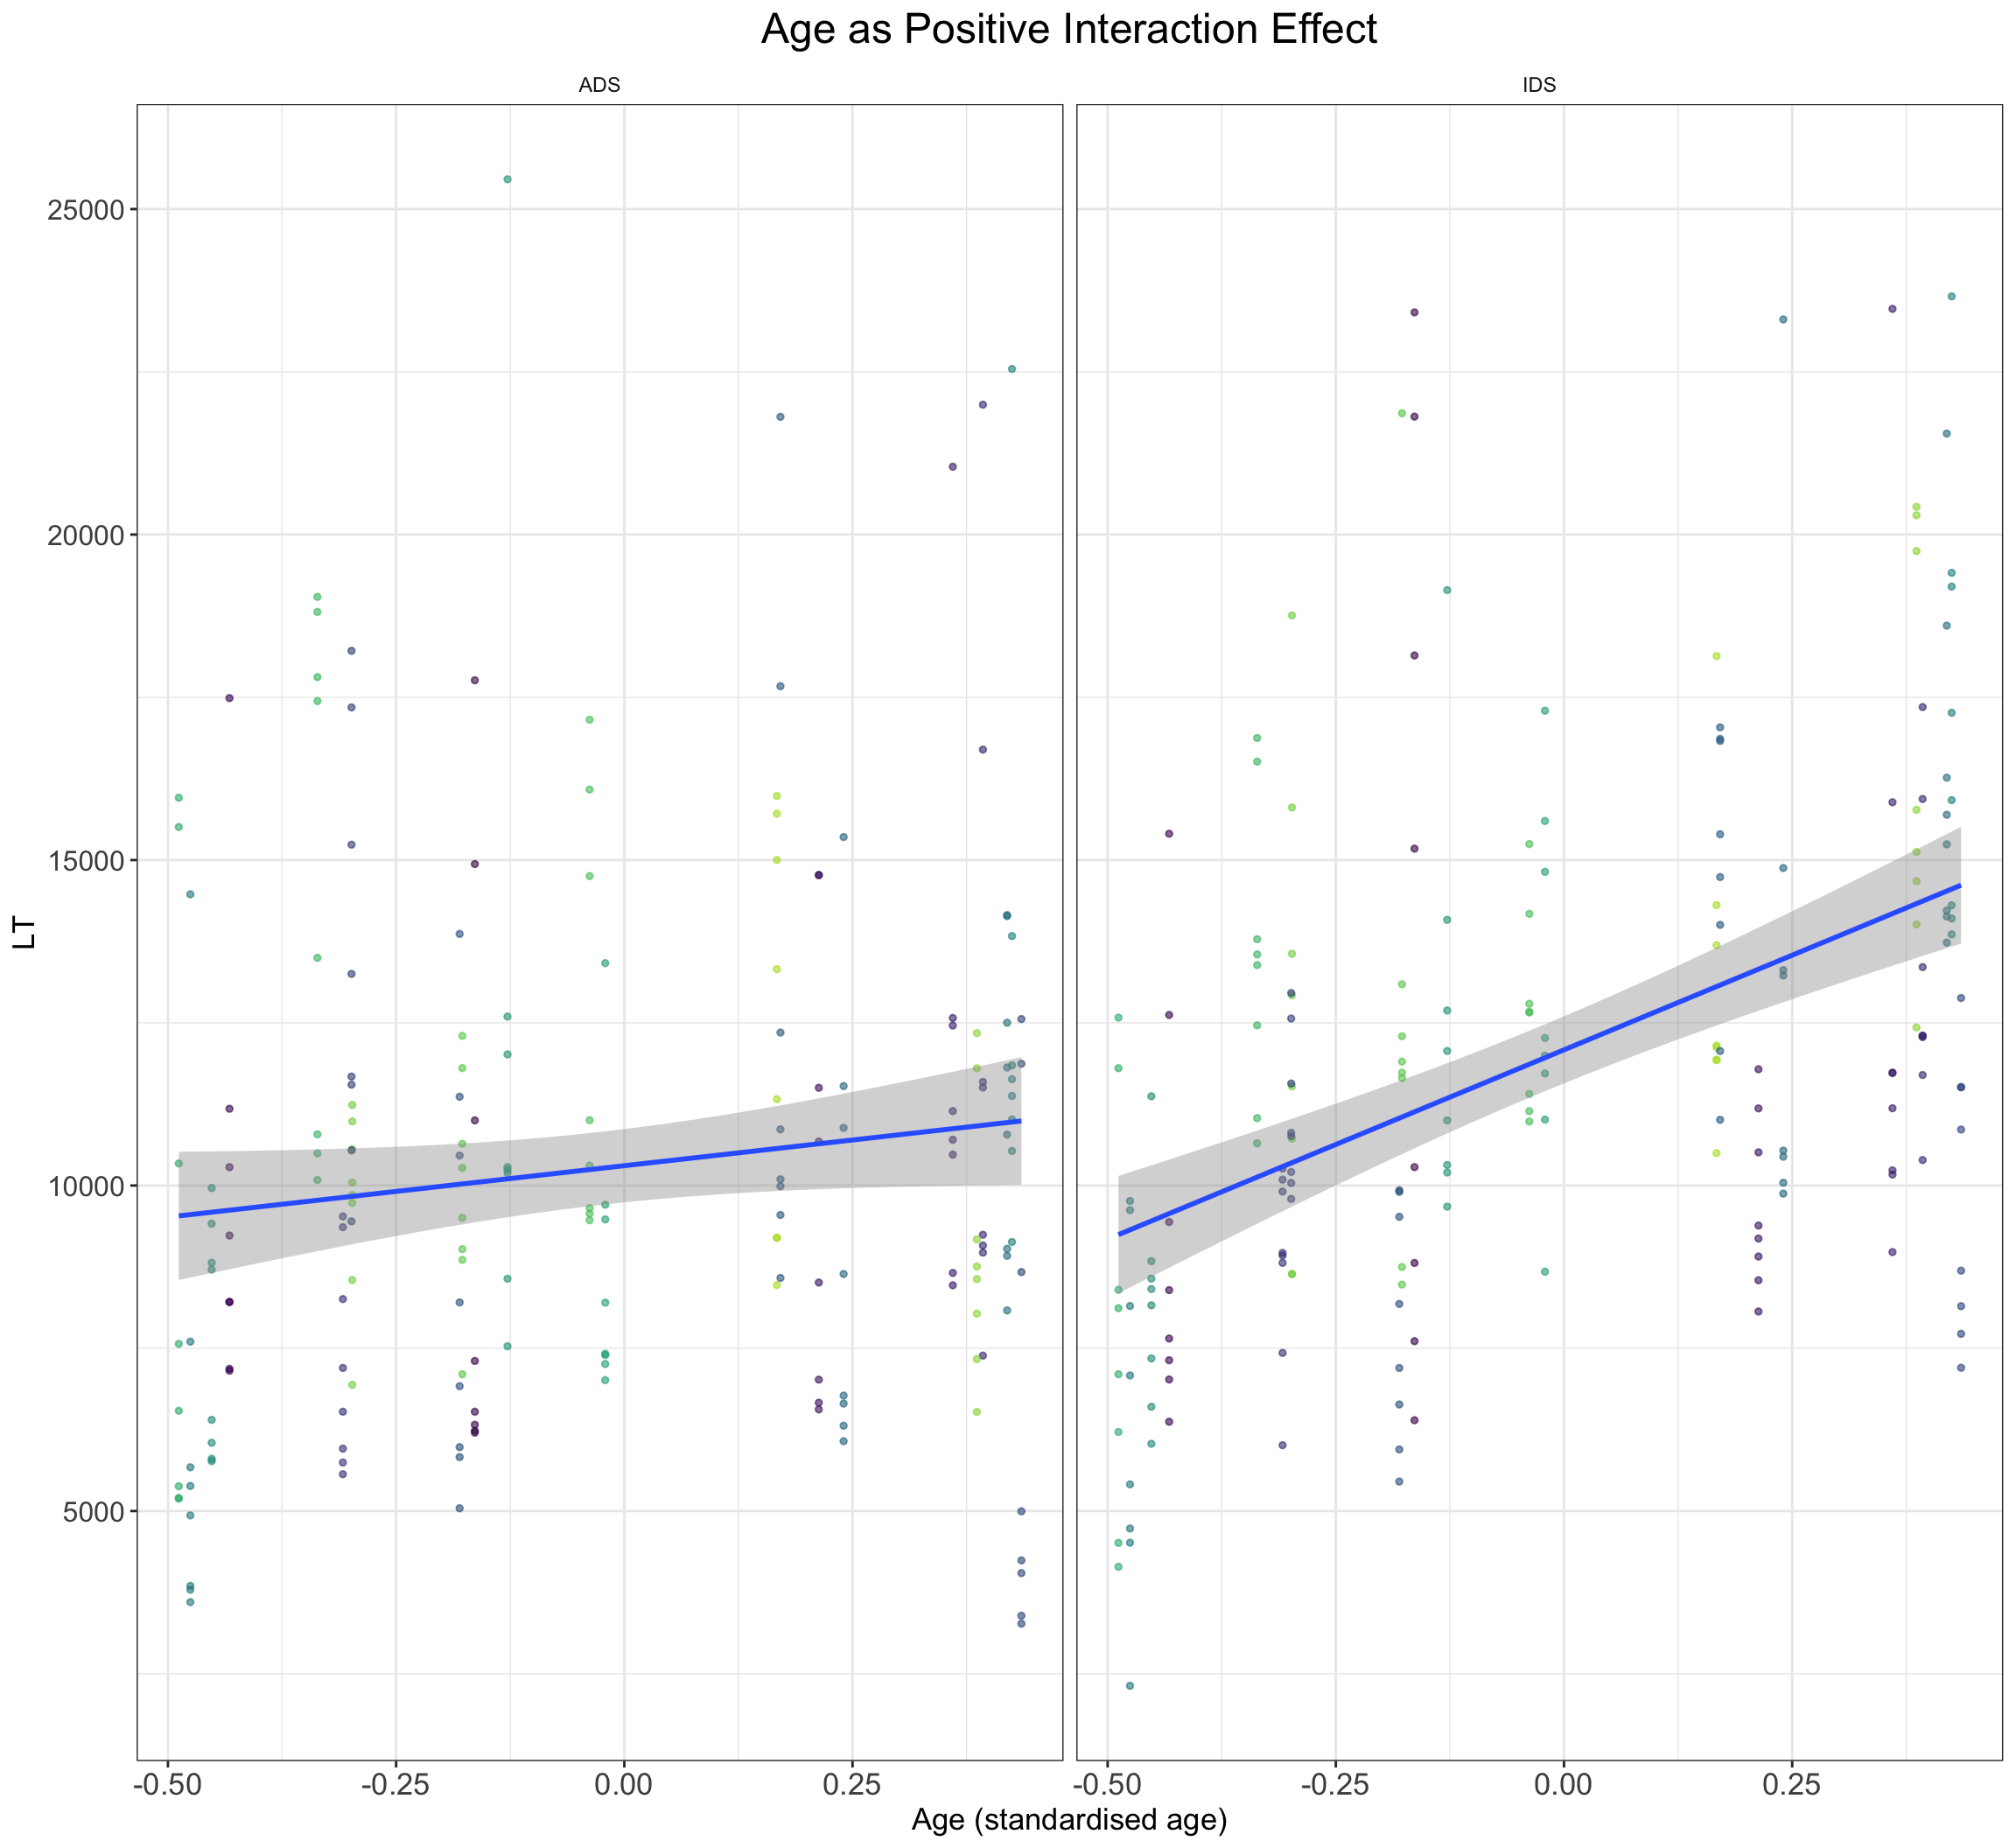 Age as Positive Interaction Effect
ADS IDS
25000
20000
15000
10000
5000
LT
-0.50 -0.25 0.00 0.25 -0.50 -0.25 0.00 0.25
Age (standardised age)